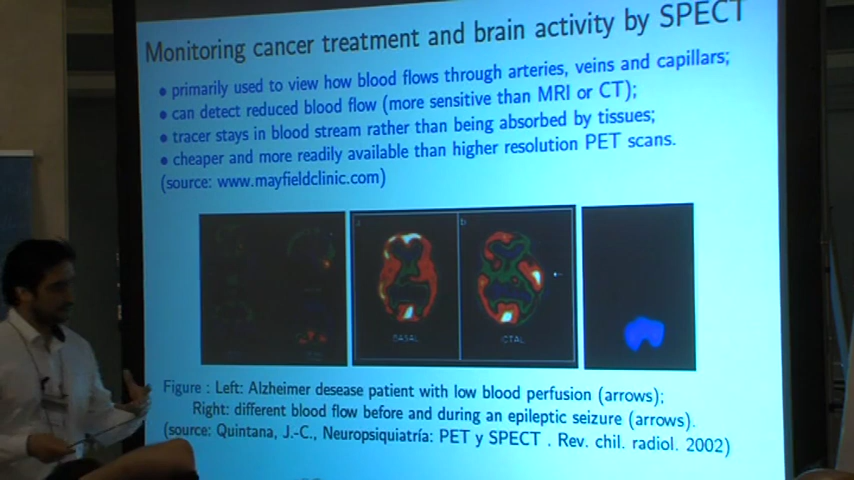 Monitoring cancer treatment and brain activity by SPECT
• primarily used to view how blood flows through arteries, veins and capillars;
• can detect reduced blood flow (more sensitive than MRI or CT);
• tracer stays in blood stream rather than being absorbed by tissues;
• cheaper and more readily available than higher resolution PET scans.
(source: www.mayfieldclinic.com)
a b
BASAL ICTAL
Figure : Left: Alzheimer desease patient with low blood perfusion (arrows);
Right: different blood flow before and during an epileptic seizure (arrows).
(source: Quintana, J.-C., Neuropsiquiatría: PET y SPECT . Rev. chil. radiol. 2002)